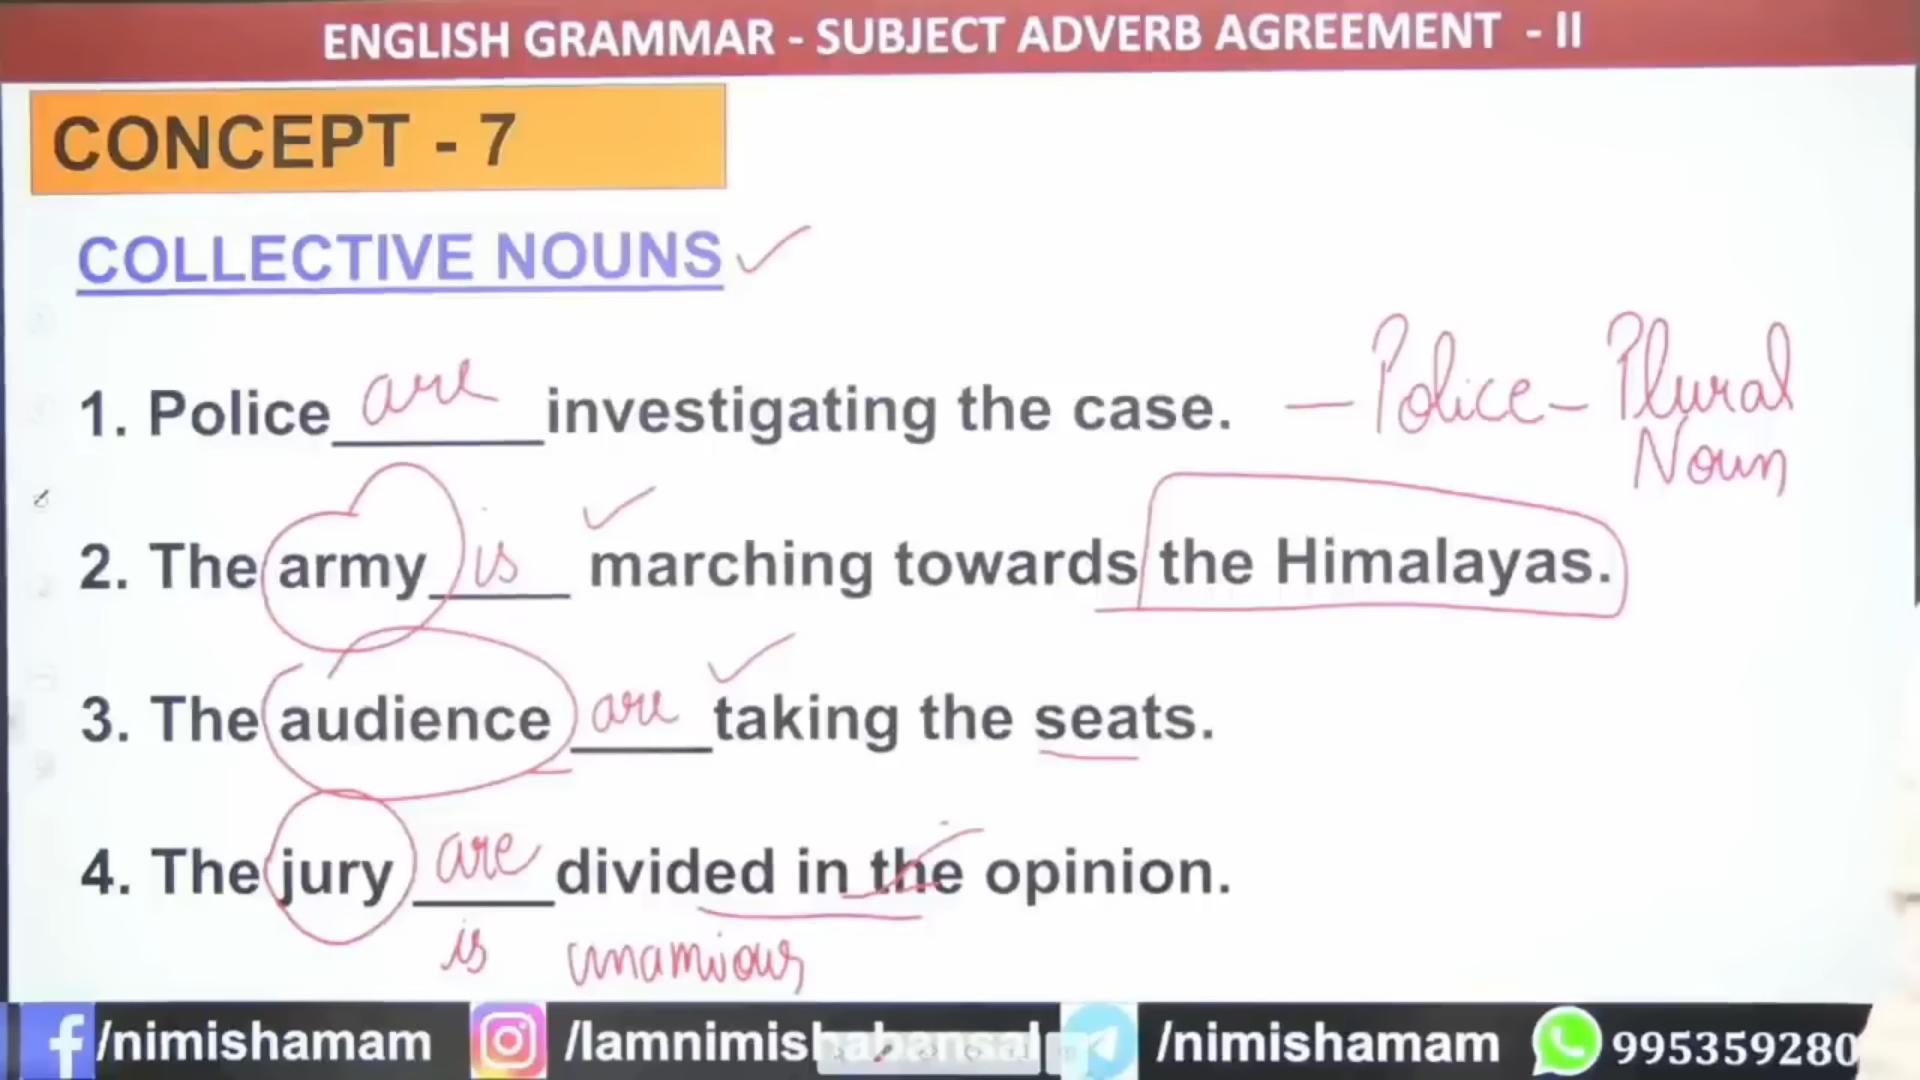 ENGLISH GRAMMAR - SUBJECT ADVERB AGREEMENT - II
CONCEPT - 7
COLLECTIVE NOUNS
1. Police are investigating the case. - Police - Plural Noun
2. The army is marching towards the Himalayas.
3. The audience are taking the seats.
4. The jury are divided in the opinion.
is unamious
/nimishamam /Iamnimishabansal /nimishamam 995359280